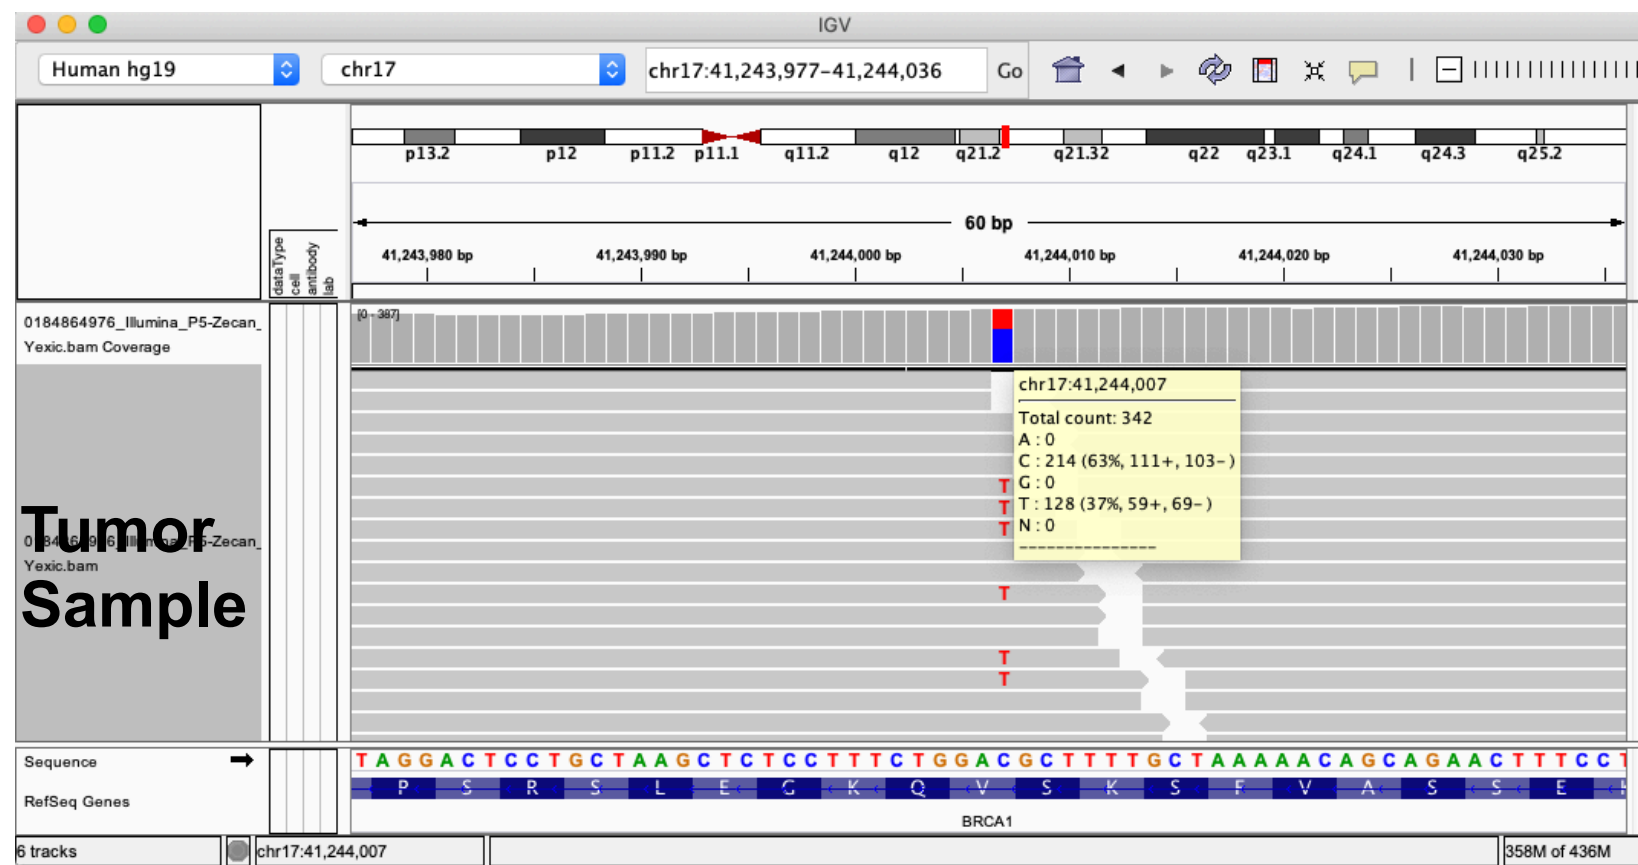 IGV
Human hg19 chr17 chr17:41,243,977-41,244,036 Go
p13.2 p12 p11.2 p11.1 q11.2 q12 q21.2 q21.32 q22 q23.1 q24.1 q24.3 q25.2
60 bp
41,243,980 bp 41,243,990 bp 41,244,000 bp 41,244,010 bp 41,244,020 bp 41,244,030 bp
dataType
cell
antibody
lab
0184864976_Illumina_P5-Zecan_
Yexic.bam Coverage
[0 - 387]
chr17:41,244,007
Total count: 342
A : 0
C : 214 (63%, 111+, 103- )
G : 0
T : 128 (37%, 59+, 69- )
N : 0
---------------
T
T
T
T
T
T
Tumor
Sample
0184864976_Illumina_P5-Zecan_
Yexic.bam
Sequence
TAGGACTCCTGCTAAGCTCTCCTTTCTGGACGCTTTTGCTAAAAACAGCAGAACTTTCCT
RefSeq Genes
P S R S L E G K Q V S K S F V A S S E
BRCA1
6 tracks chr17:41,244,007 358M of 436M